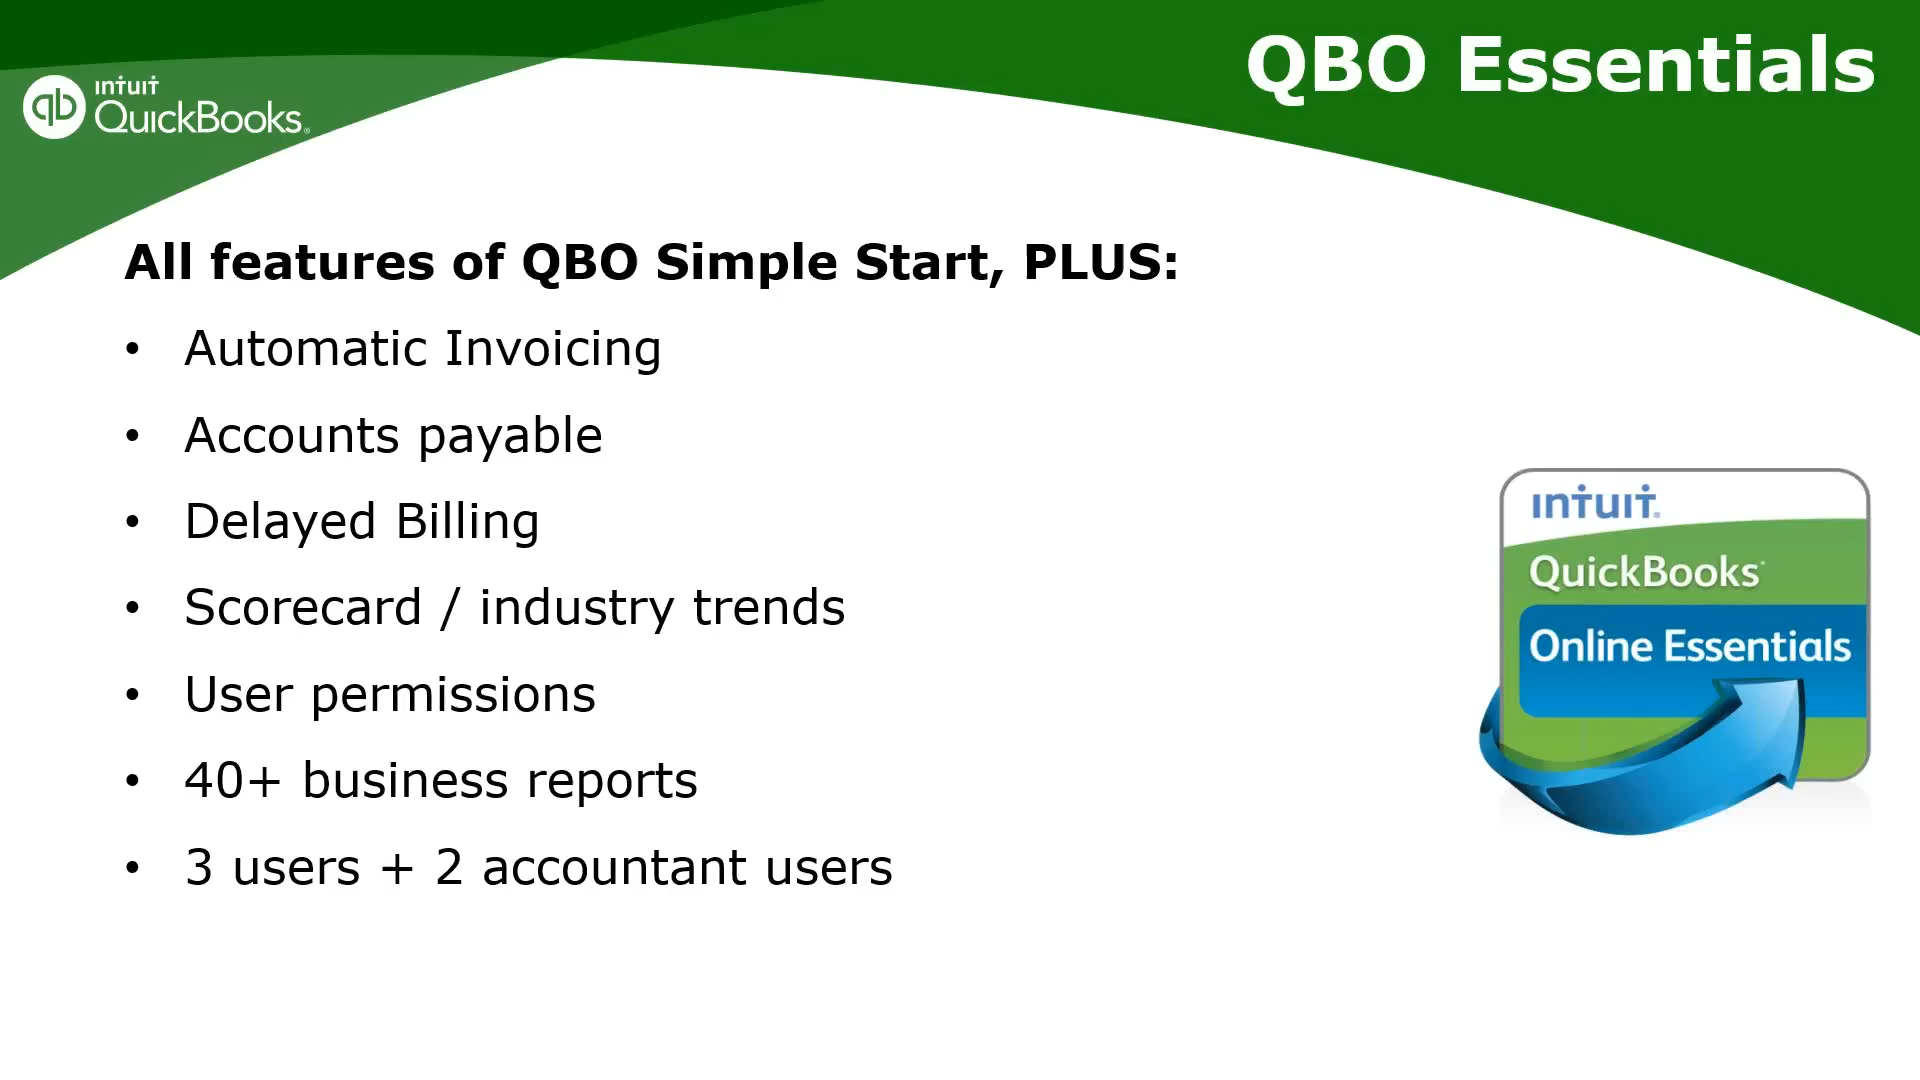 QBO Essentials
intuit
QuickBooks®
All features of QBO Simple Start, PLUS:
• Automatic Invoicing
• Accounts payable
• Delayed Billing
• Scorecard / industry trends
• User permissions
• 40+ business reports
• 3 users + 2 accountant users
intuit®
QuickBooks
Online Essentials